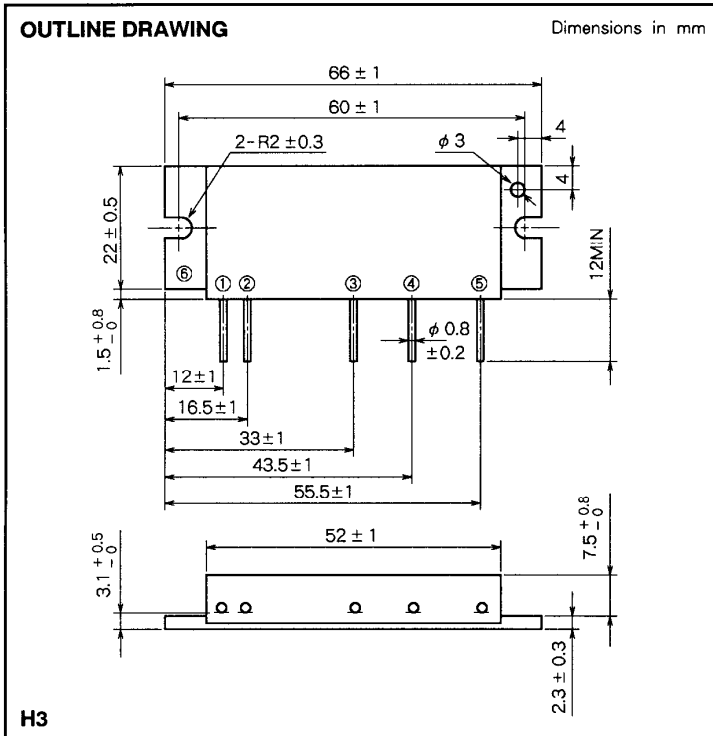 OUTLINE DRAWING
Dimensions in mm
66 ± 1
60 ± 1
4
2-R2 ±0.3
φ 3
4
22 ± 0.5
12MIN
⑥
①
②
③
④
⑤
φ 0.8
±0.2
1.5 +0.8 -0
12±1
16.5±1
33±1
43.5±1
55.5±1
52 ± 1
3.1 +0.5 -0
7.5 +0.8 -0
2.3 ± 0.3
H3